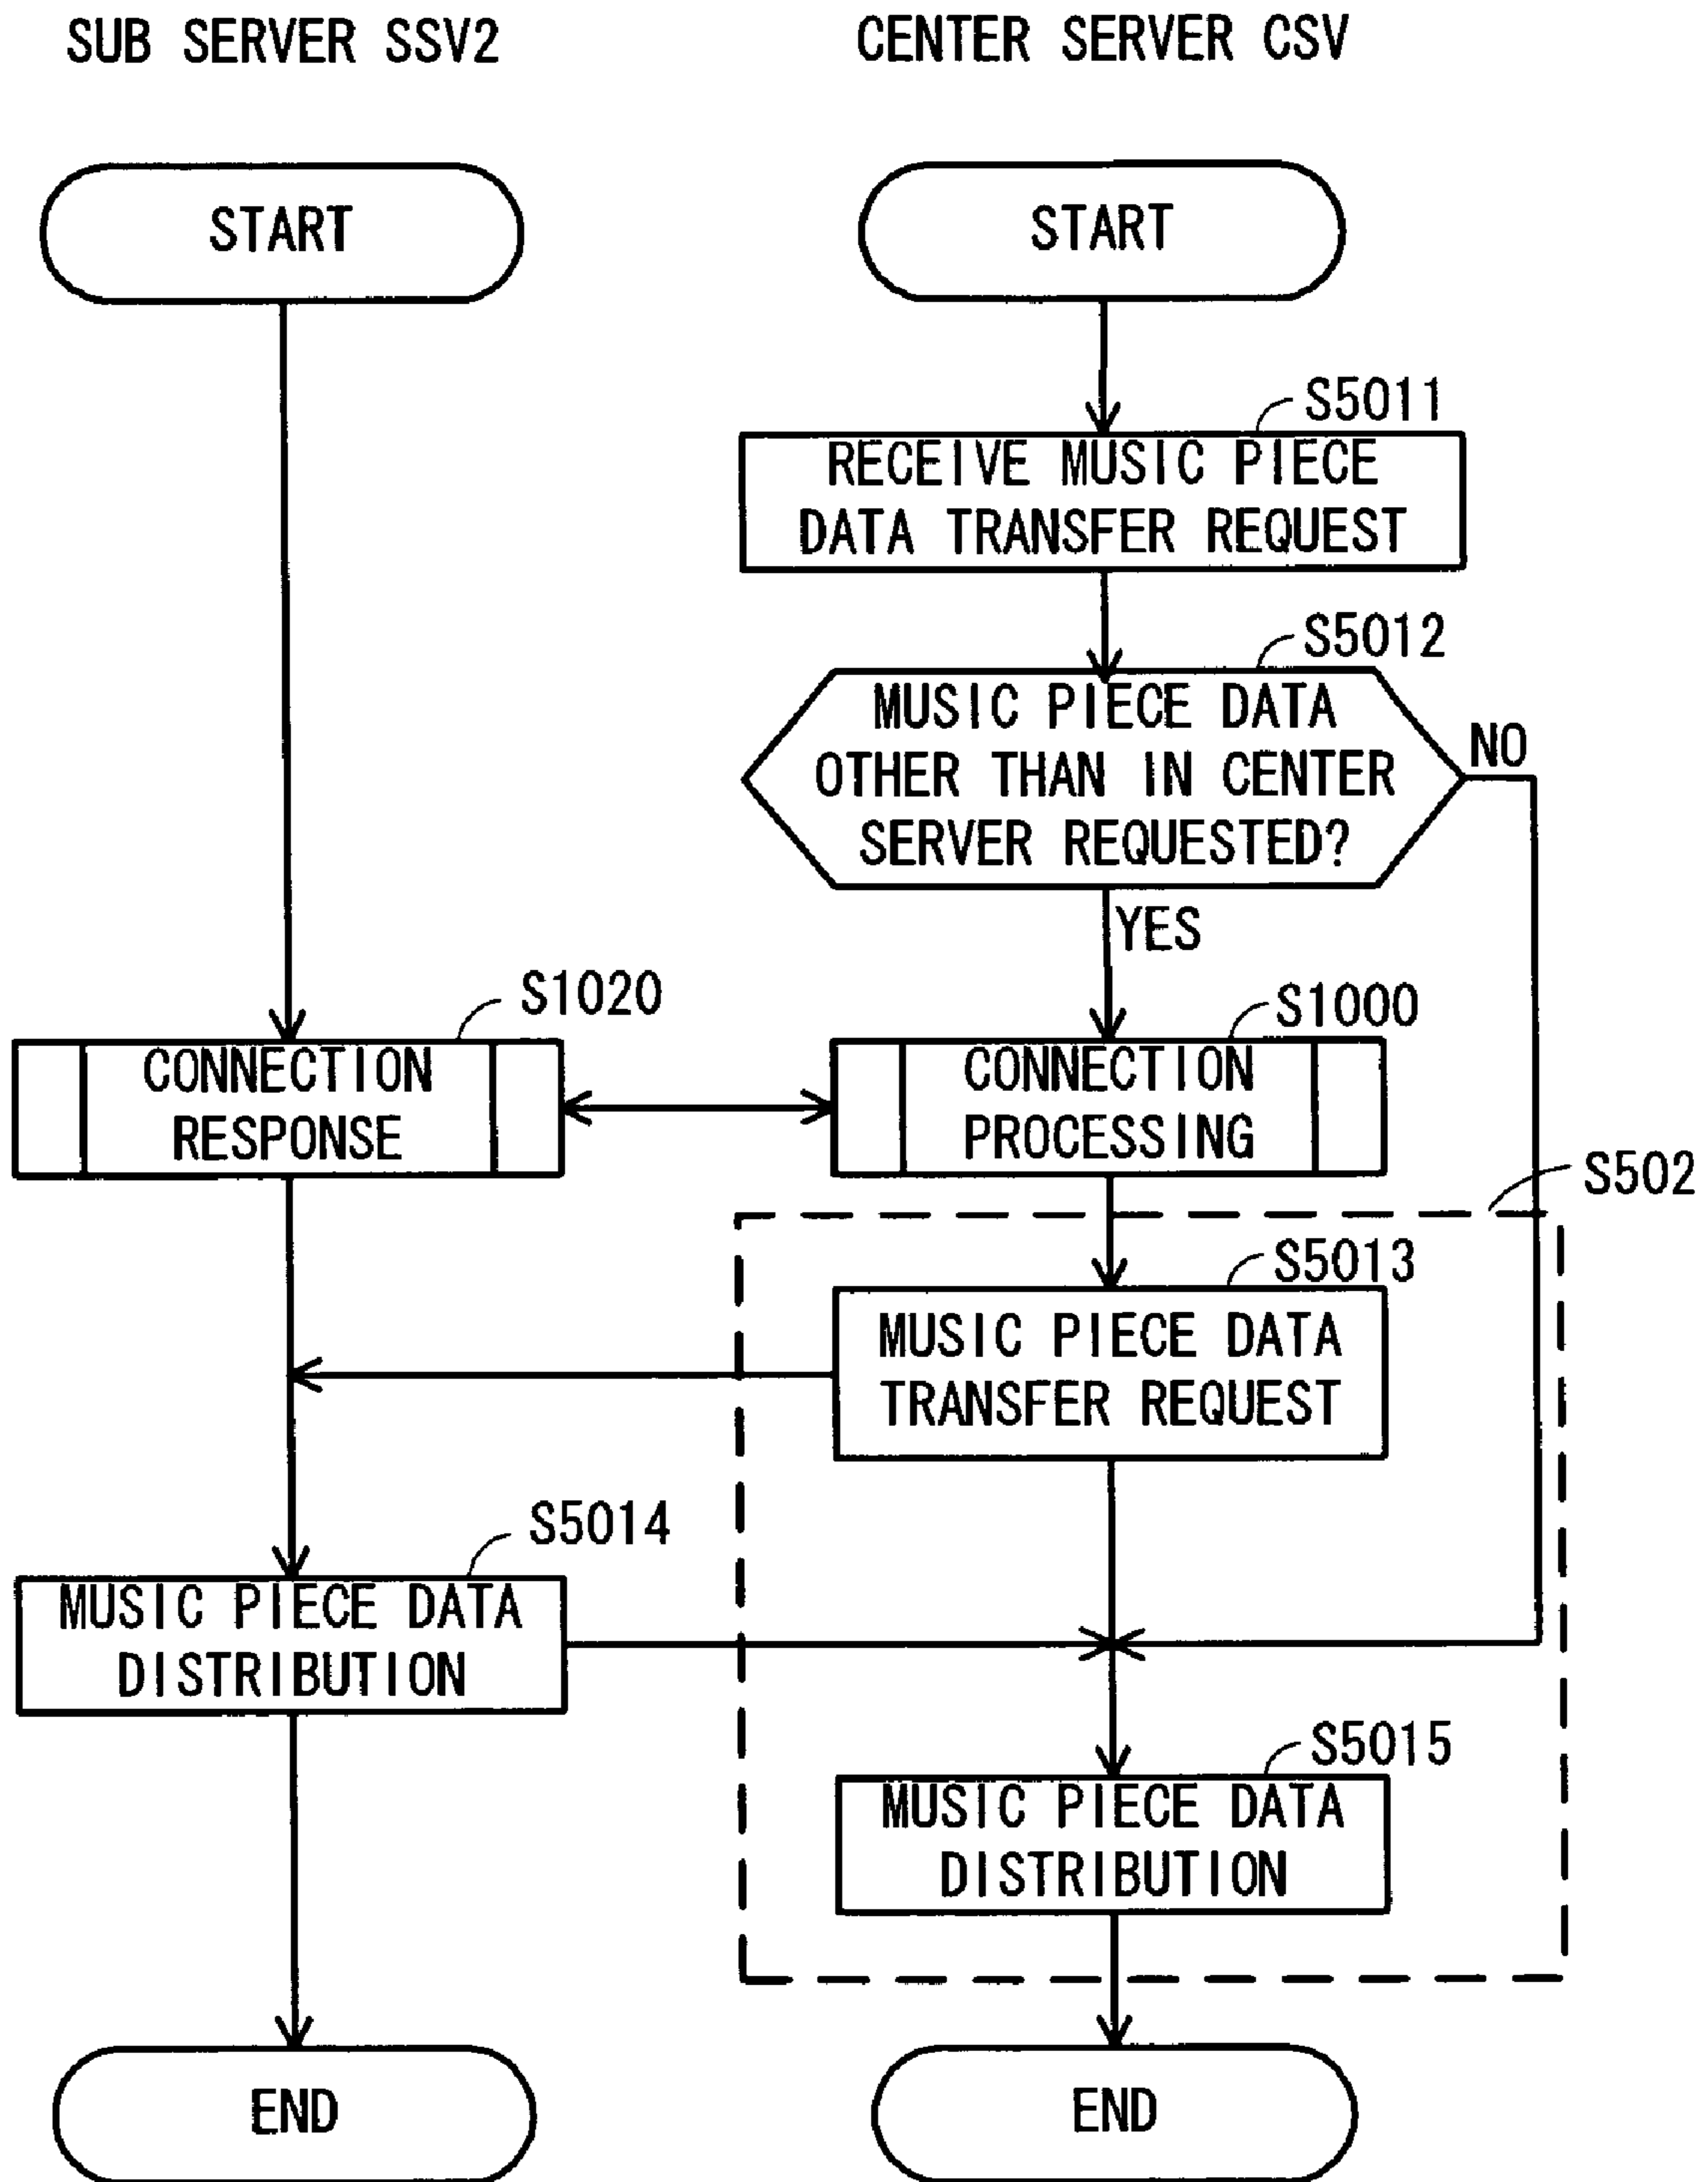 SUB SERVER SSV2
CENTER SERVER CSV
START
START
S5011
RECEIVE MUSIC PIECE
DATA TRANSFER REQUEST
S5012
MUSIC PIECE DATA
OTHER THAN IN CENTER
SERVER REQUESTED?
NO
YES
S1020
CONNECTION
RESPONSE
S1000
CONNECTION
PROCESSING
S502
S5013
MUSIC PIECE DATA
TRANSFER REQUEST
S5014
MUSIC PIECE DATA
DISTRIBUTION
S5015
MUSIC PIECE DATA
DISTRIBUTION
END
END